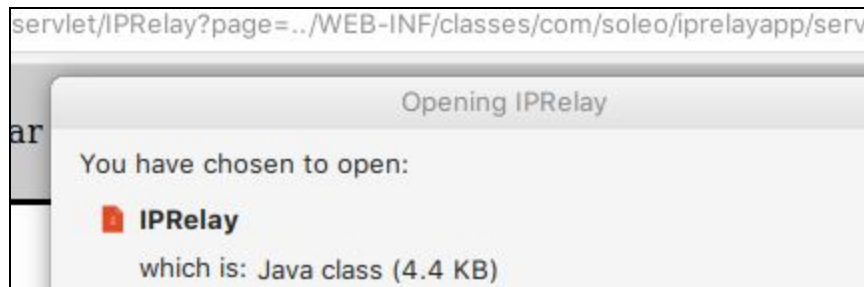 servlet/IPRelay?page=../WEB-INF/classes/com/soleo/iprelayapp/serv
Opening IPRelay
ar
You have chosen to open:
IPRelay
which is: Java class (4.4 KB)